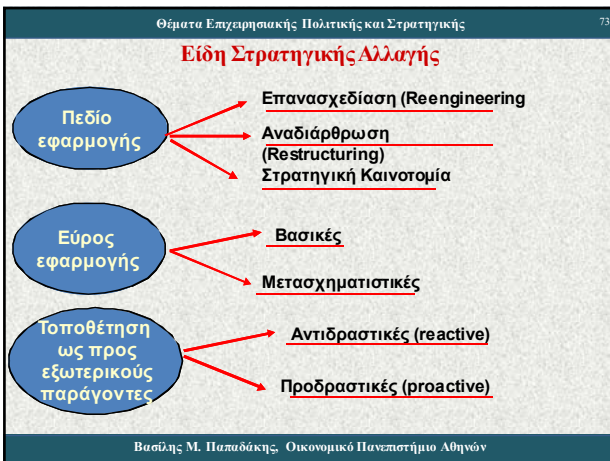 Θέματα Επιχειρησιακής Πολιτικής και Στρατηγικής
73
Είδη Στρατηγικής Αλλαγής
Πεδίο
εφαρμογής
Επανασχεδίαση (Reengineering
Αναδιάρθρωση
(Restructuring)
Στρατηγική Καινοτομία
Εύρος
εφαρμογής
Βασικές
Μετασχηματιστικές
Τοποθέτηση
ως προς
εξωτερικούς
παράγοντες
Αντιδραστικές (reactive)
Προδραστικές (proactive)
Βασίλης Μ. Παπαδάκης, Οικονομικό Πανεπιστήμιο Αθηνών